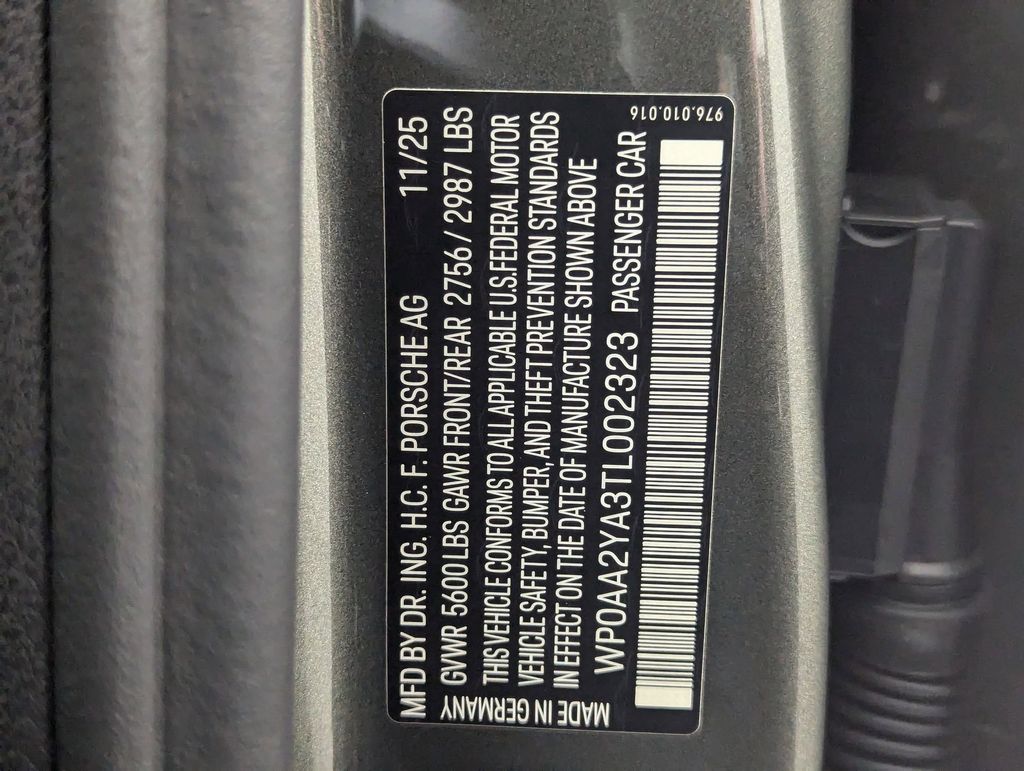 MFD BY DR. ING. H.C. F. PORSCHE AG 11/25
GVWR 5600 LBS GAWR FRONT/REAR 2756 / 2987 LBS
THIS VEHICLE CONFORMS TO ALL APPLICABLE U.S. FEDERAL MOTOR
VEHICLE SAFETY, BUMPER, AND THEFT PREVENTION STANDARDS
IN EFFECT ON THE DATE OF MANUFACTURE SHOWN ABOVE
WP0AA2YA3TL002323 PASSENGER CAR
MADE IN GERMANY
976.010.016